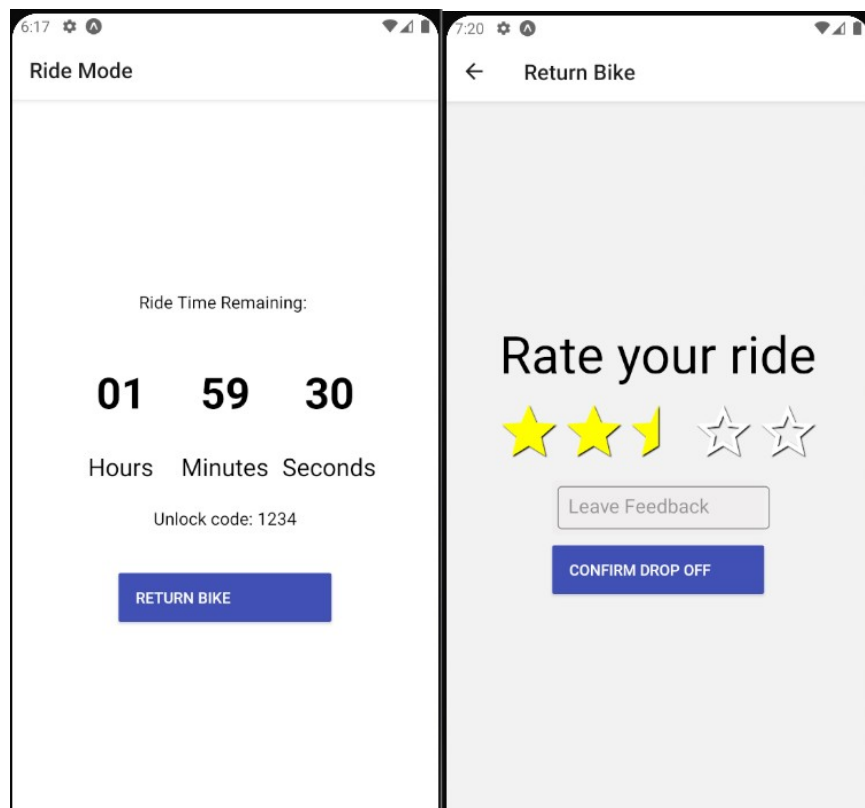 6:17
Ride Mode
Ride Time Remaining:
01 59 30
Hours Minutes Seconds
Unlock code: 1234
RETURN BIKE
7:20
Return Bike
Rate your ride
Leave Feedback
CONFIRM DROP OFF